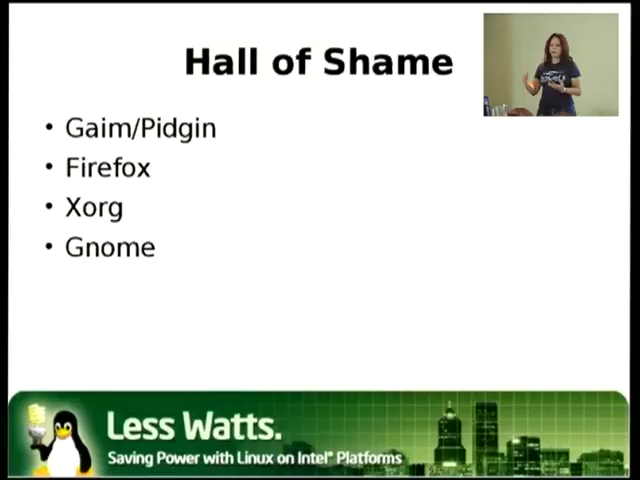 Hall of Shame
• Gaim/Pidgin
• Firefox
• Xorg
• Gnome
Less Watts.
Saving Power with Linux on Intel® Platforms